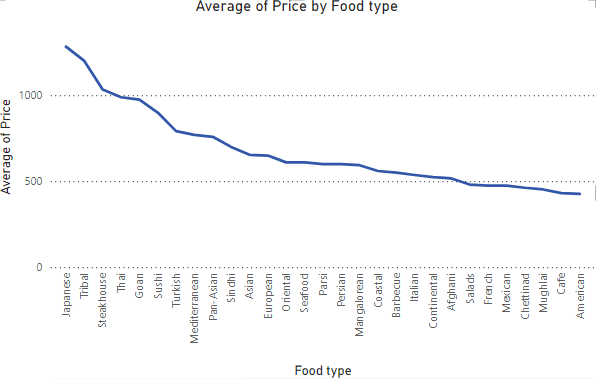 Average of Price by Food type
Average of Price
1000
500
0
Japanese
Tribal
Steakhouse
Thai
Goan
Sushi
Turkish
Mediterranean
Pan-Asian
Sindhi
Asian
European
Oriental
Seafood
Parsi
Persian
Mangalorean
Coastal
Barbecue
Italian
Continental
Afghani
Salads
French
Mexican
Chettinad
Mughlai
Cafe
American
Food type